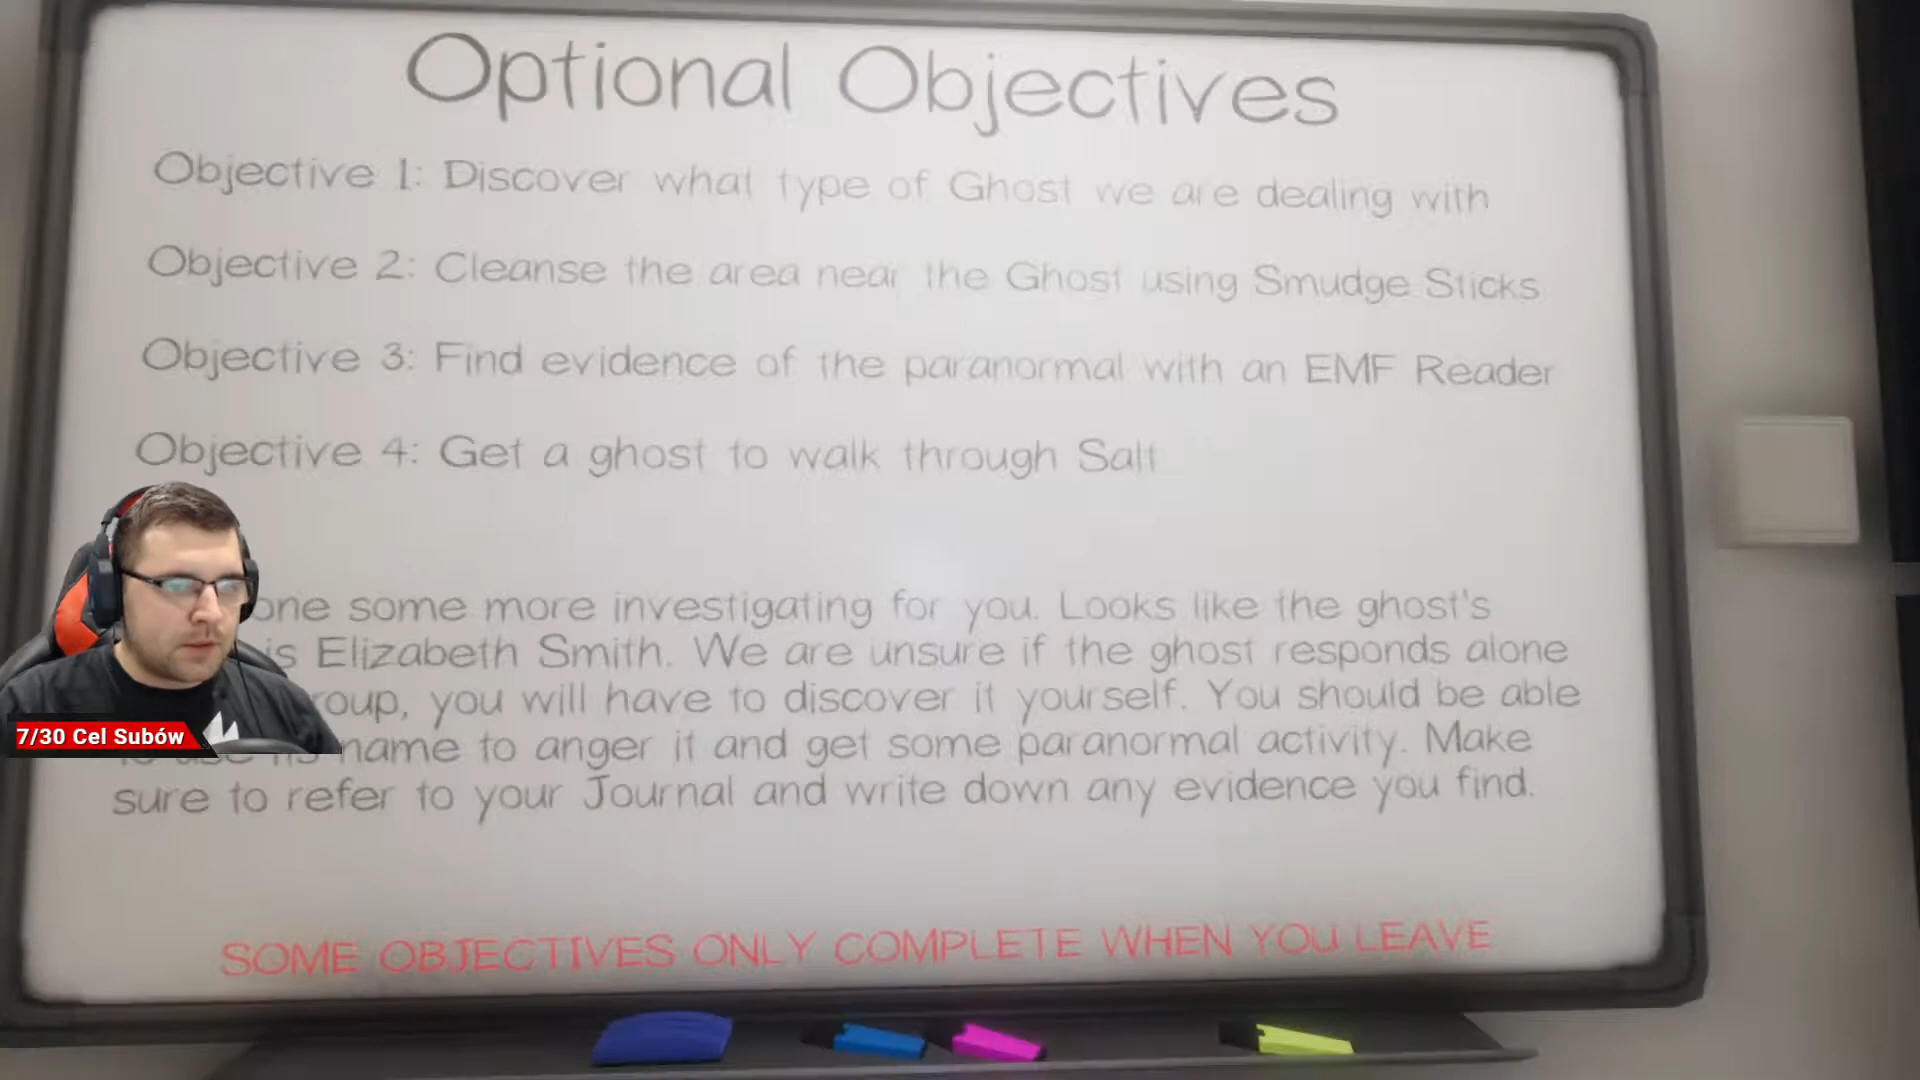 Optional Objectives
Objective 1: Discover what type of Ghost we are dealing with
Objective 2: Cleanse the area near the Ghost using Smudge Sticks
Objective 3: Find evidence of the paranormal with an EMF Reader
Objective 4: Get a ghost to walk through Salt
one some more investigating for you. Looks like the ghost's
is Elizabeth Smith. We are unsure if the ghost responds alone
oup, you will have to discover it yourself. You should be able
name to anger it and get some paranormal activity. Make
sure to refer to your Journal and write down any evidence you find.
SOME OBJECTIVES ONLY COMPLETE WHEN YOU LEAVE
7/30 Cel Subów